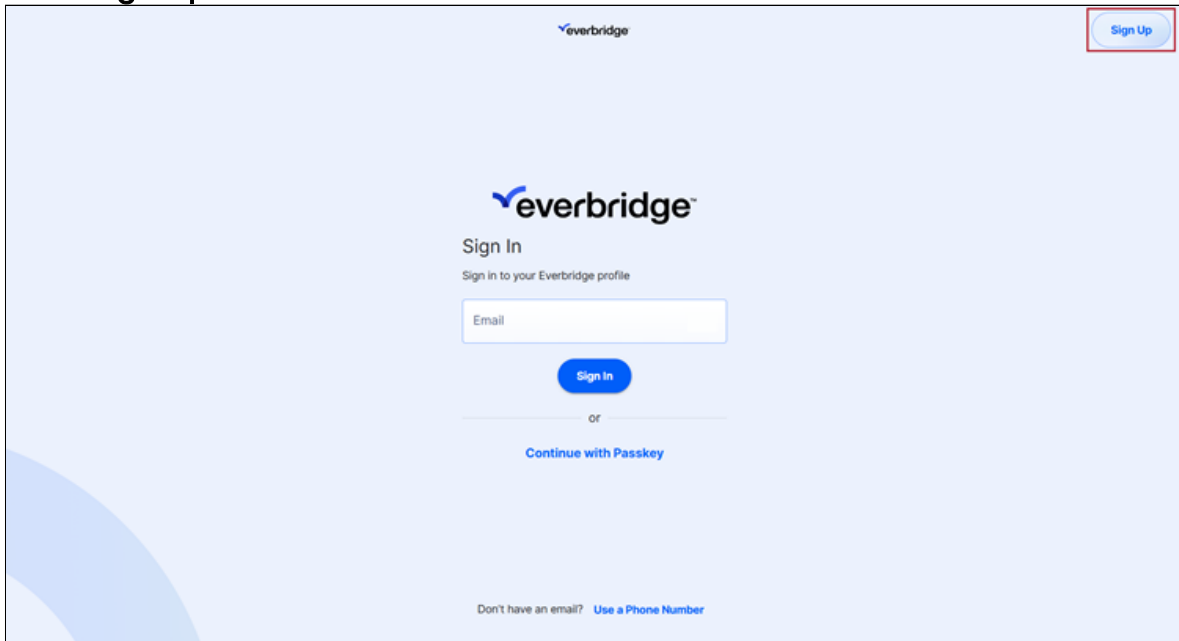 everbridge
Sign Up
everbridge™
Sign In
Sign in to your Everbridge profile
Email
Sign In
or
Continue with Passkey
Don't have an email? Use a Phone Number